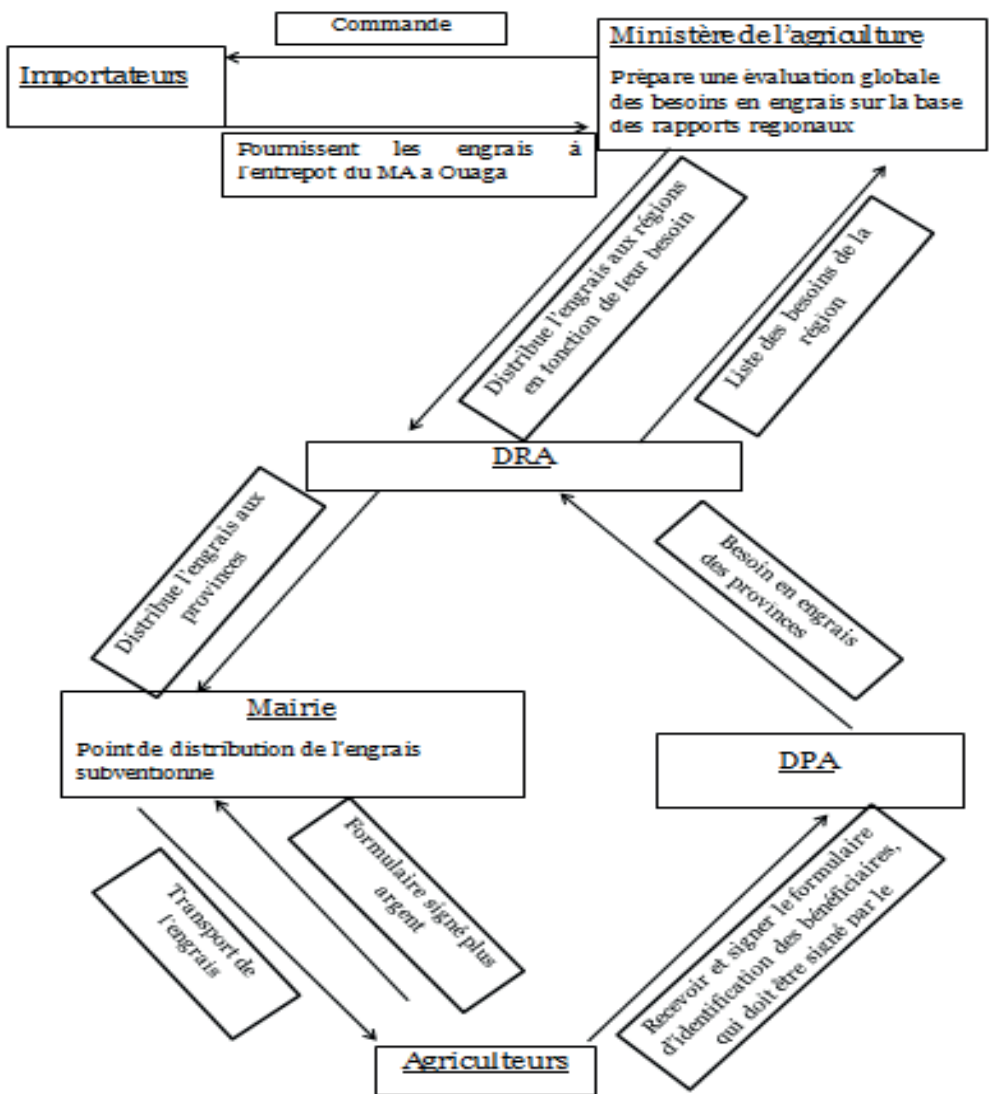 Commande
Importateurs
Ministère de l'agriculture
Prépare une évaluation globale
des besoins en engrais sur la base
des rapports regionaux
Fournissent les engrais à
l'entrepot du MA a Ouaga
Distribue l'engrais aux régions
en fonction de leur besoin
Liste des besoins de la
région
DRA
Distribue l'engrais aux
provinces
Besoin en engrais
des provinces
Mairie
Point de distribution de l'engrais
subventionne
DPA
Transport de
l'engrais
Formulaire signé plus
argent
Recevoir et signer le formulaire
d'identification des bénéficiaires,
qui doit être signé par le
Agriculteurs